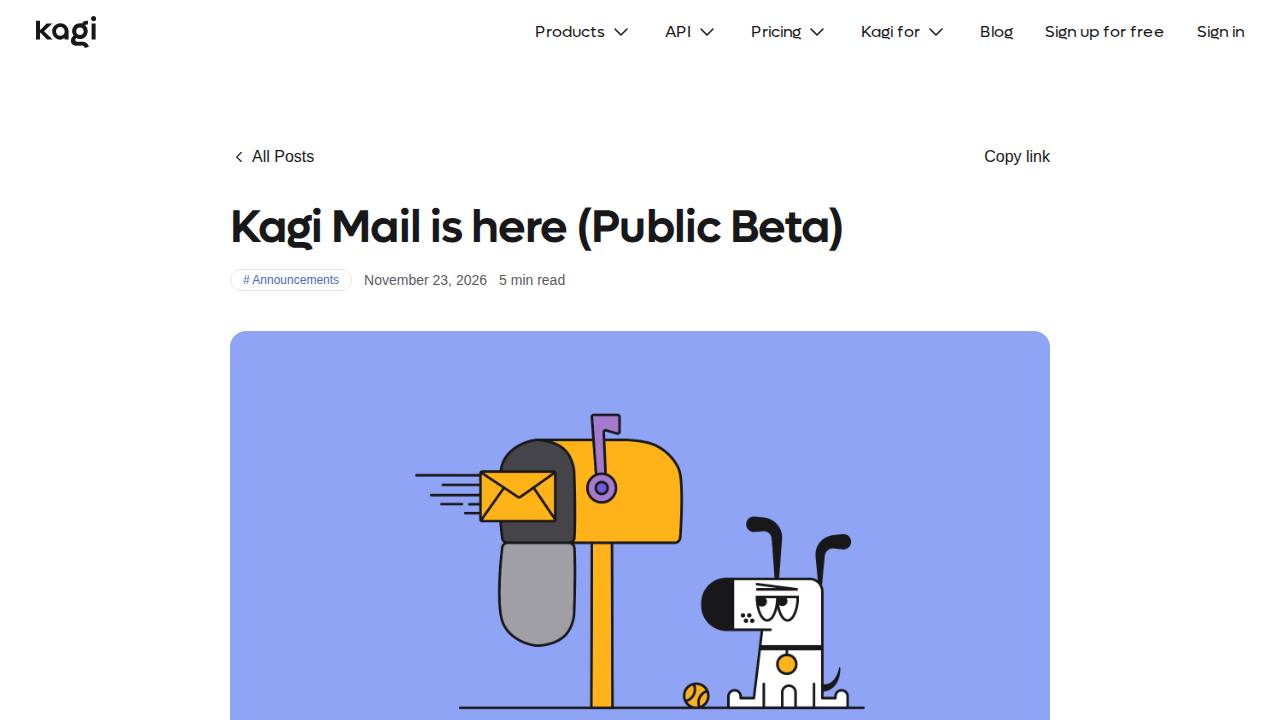 kagi
Products
API
Pricing
Kagi for
Blog
Sign up for free
Sign in
All Posts
Copy link
Kagi Mail is here (Public Beta)
# Announcements
November 23, 2026
5 min read